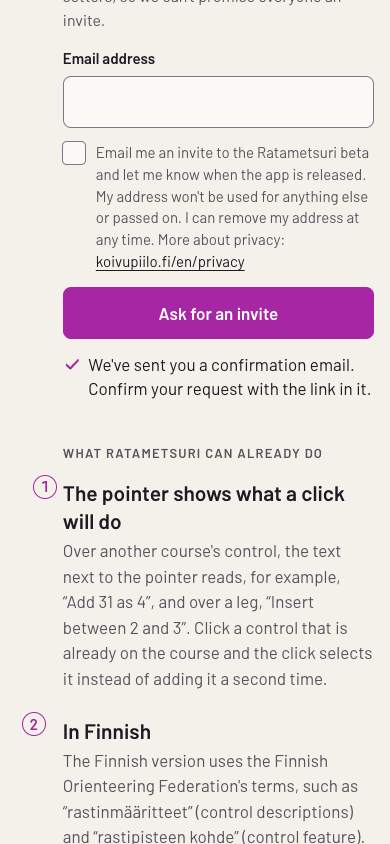 invite.
Email address
Email me an invite to the Ratametsuri beta
and let me know when the app is released.
My address won't be used for anything else
or passed on. I can remove my address at
any time. More about privacy:
koivupiilo.fi/en/privacy
Ask for an invite
We've sent you a confirmation email.
Confirm your request with the link in it.
WHAT RATAMETSURI CAN ALREADY DO
1 The pointer shows what a click
will do
Over another course's control, the text
next to the pointer reads, for example,
“Add 31 as 4”, and over a leg, “Insert
between 2 and 3”. Click a control that is
already on the course and the click selects
it instead of adding it a second time.
2 In Finnish
The Finnish version uses the Finnish
Orienteering Federation's terms, such as
“rastinmääritteet” (control descriptions)
and “rastipisteen kohde” (control feature).